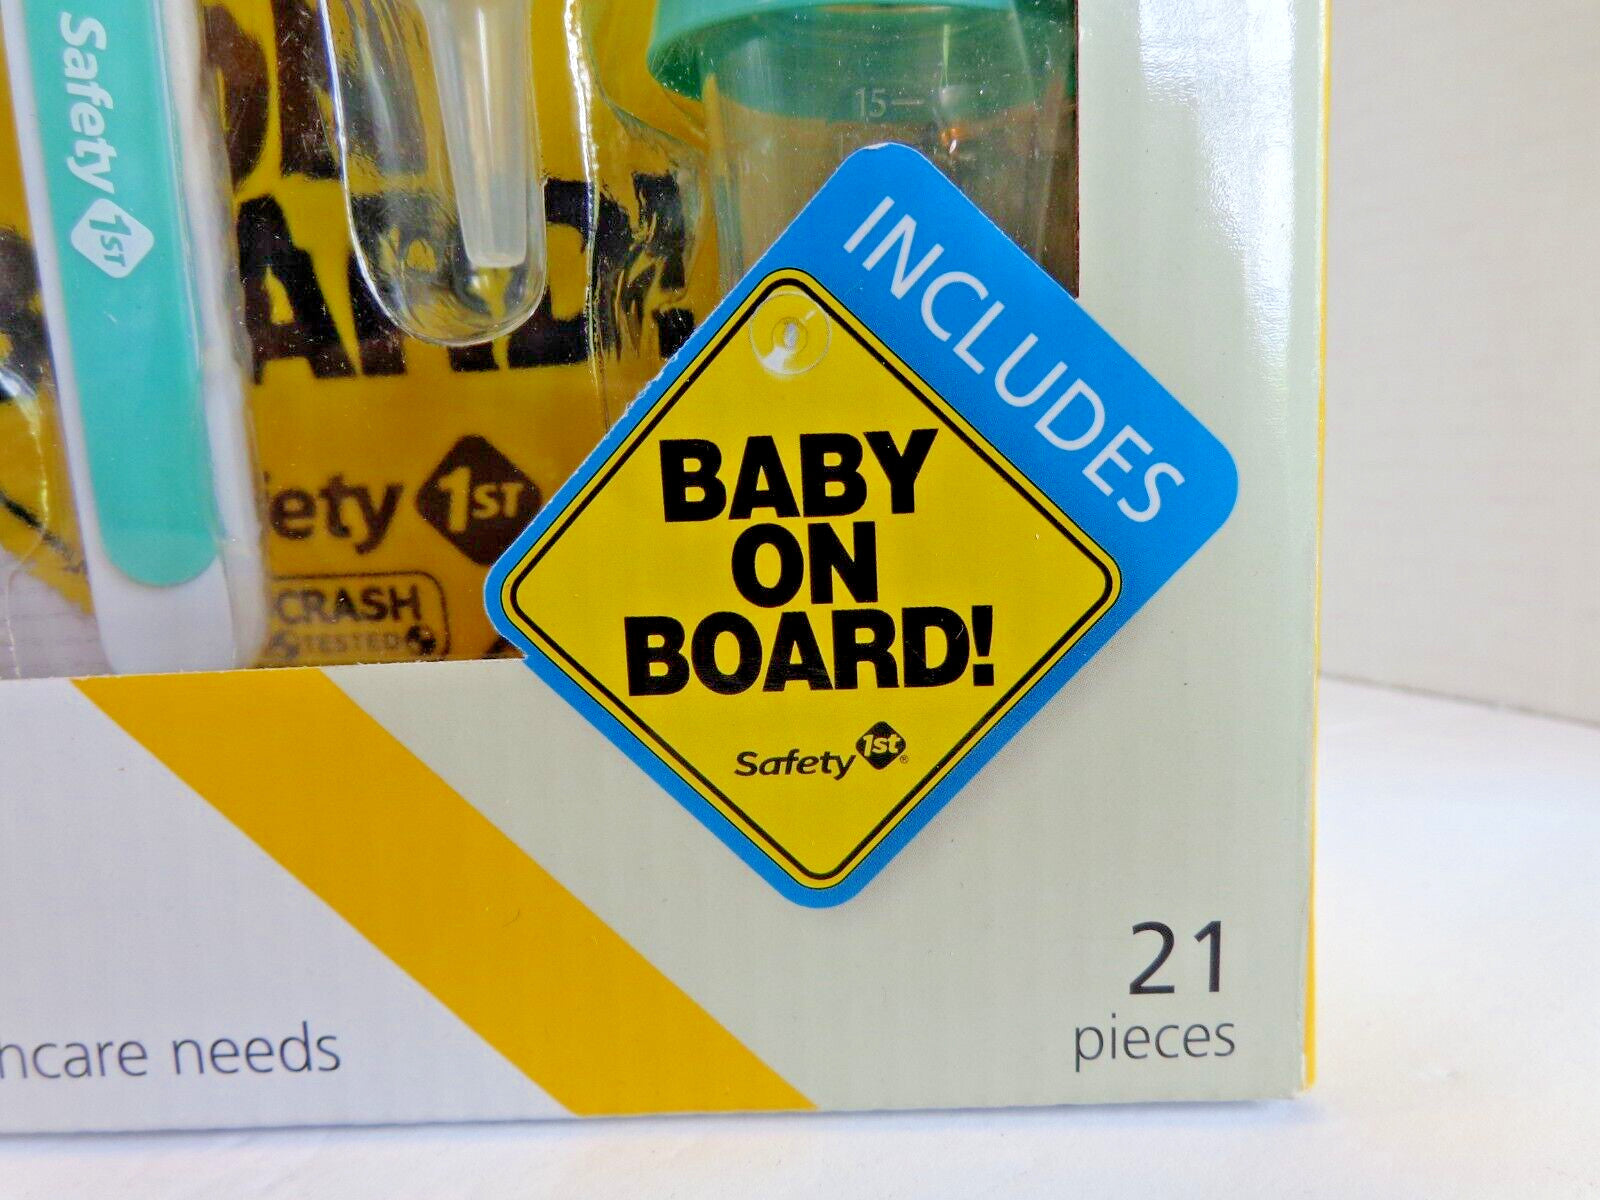 Safety 1ST
15
INCLUDES
BABY
ON
BOARD!
Safety 1st®
ety 1ST
CRASH
TESTED
21
pieces
ncare needs